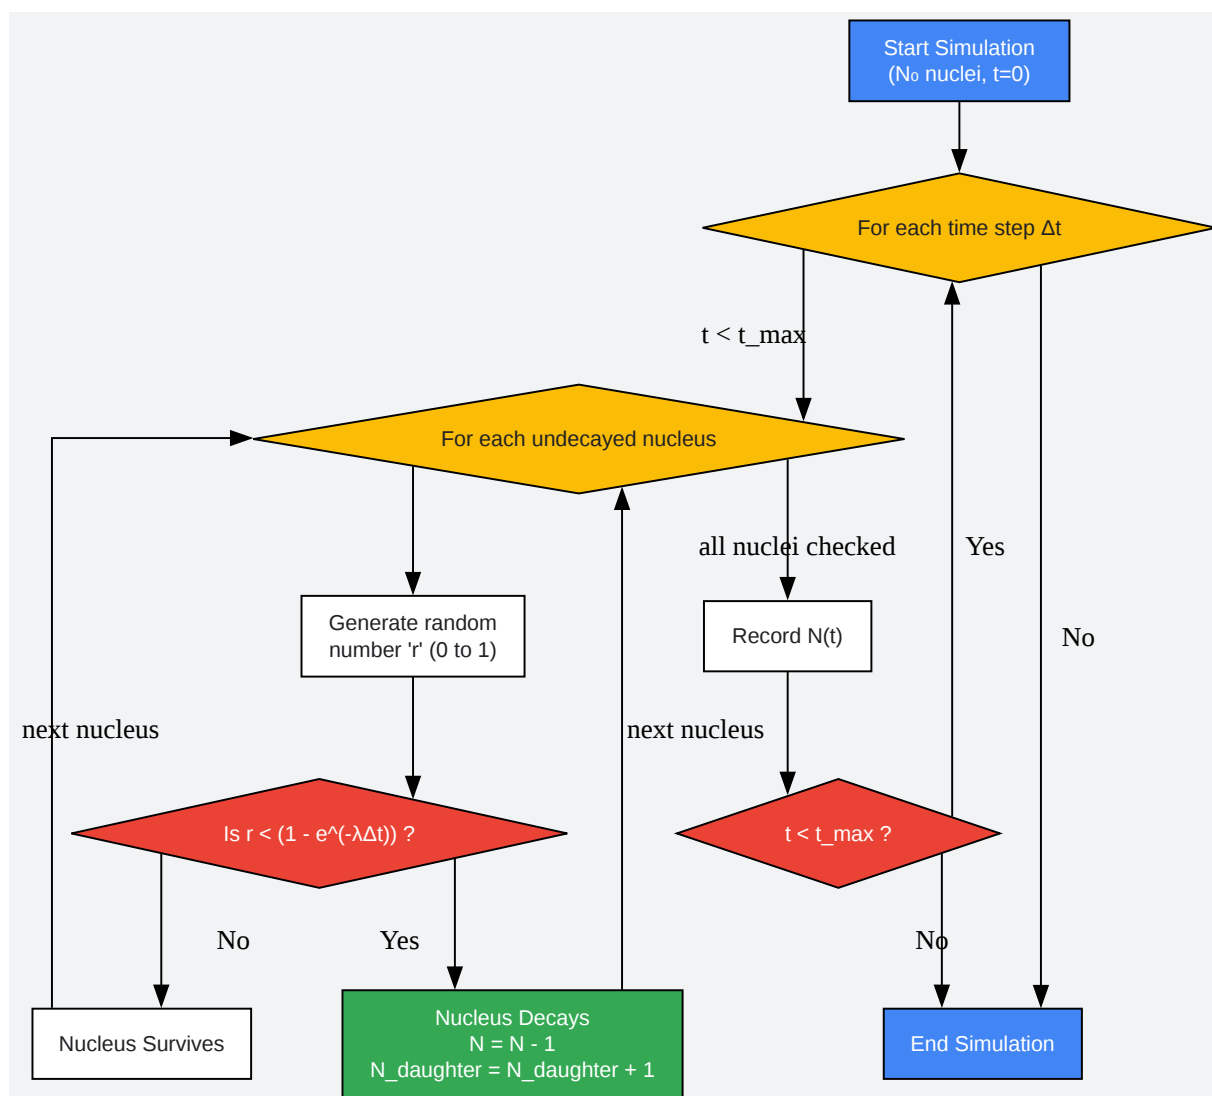 Start Simulation
(N₀ nuclei, t=0)
For each time step Δt
t < t_max
For each undecayed nucleus
all nuclei checked
Yes
Generate random
number 'r' (0 to 1)
Record N(t)
No
next nucleus
next nucleus
Is r < (1 - e^(-λΔt)) ?
t < t_max ?
No
Yes
No
Nucleus Survives
Nucleus Decays
N = N - 1
N_daughter = N_daughter + 1
End Simulation